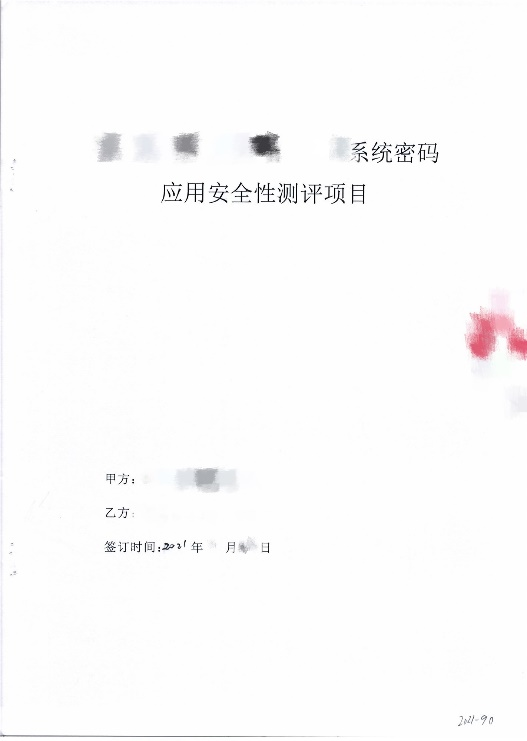 系统密码
应用安全性测评项目
甲方:
乙方:
签订时间:2021年 月 日
2021-90